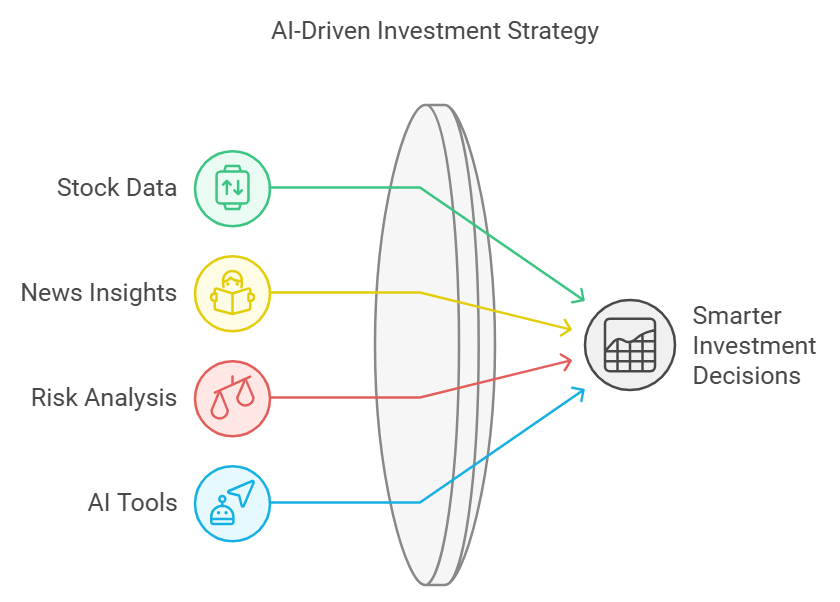 AI-Driven Investment Strategy
Stock Data
News Insights
Risk Analysis
AI Tools
Smarter
Investment
Decisions